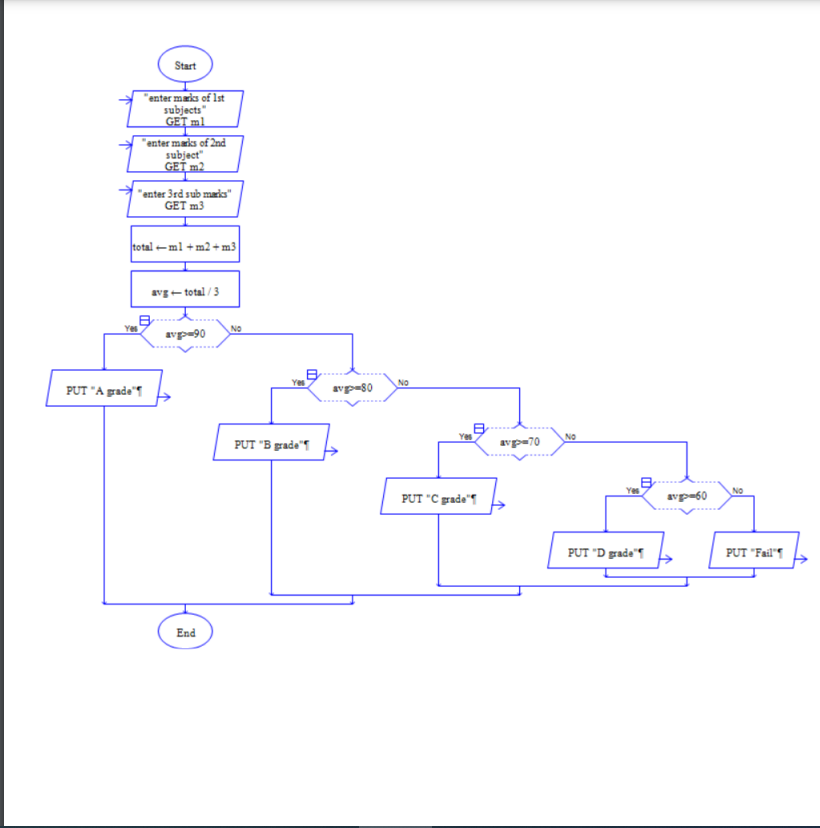 Start
"enter marks of 1st
subjects"
GET m1
"enter marks of 2nd
subject"
GET m2
"enter 3rd sub marks"
GET m3
total ← m1 + m2 + m3
avg ← total / 3
Yes
avg>=90
No
PUT "A grade"¶
Yes
avg>=80
No
PUT "B grade"¶
Yes
avg>=70
No
PUT "C grade"¶
Yes
avg>=60
No
PUT "D grade"¶
PUT "Fail"¶
End